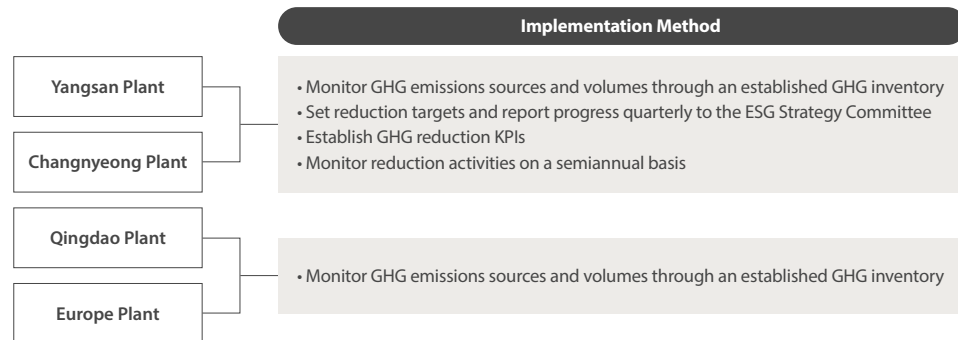 Implementation Method
Yangsan Plant
Changnyeong Plant
• Monitor GHG emissions sources and volumes through an established GHG inventory
• Set reduction targets and report progress quarterly to the ESG Strategy Committee
• Establish GHG reduction KPIs
• Monitor reduction activities on a semiannual basis
Qingdao Plant
Europe Plant
• Monitor GHG emissions sources and volumes through an established GHG inventory